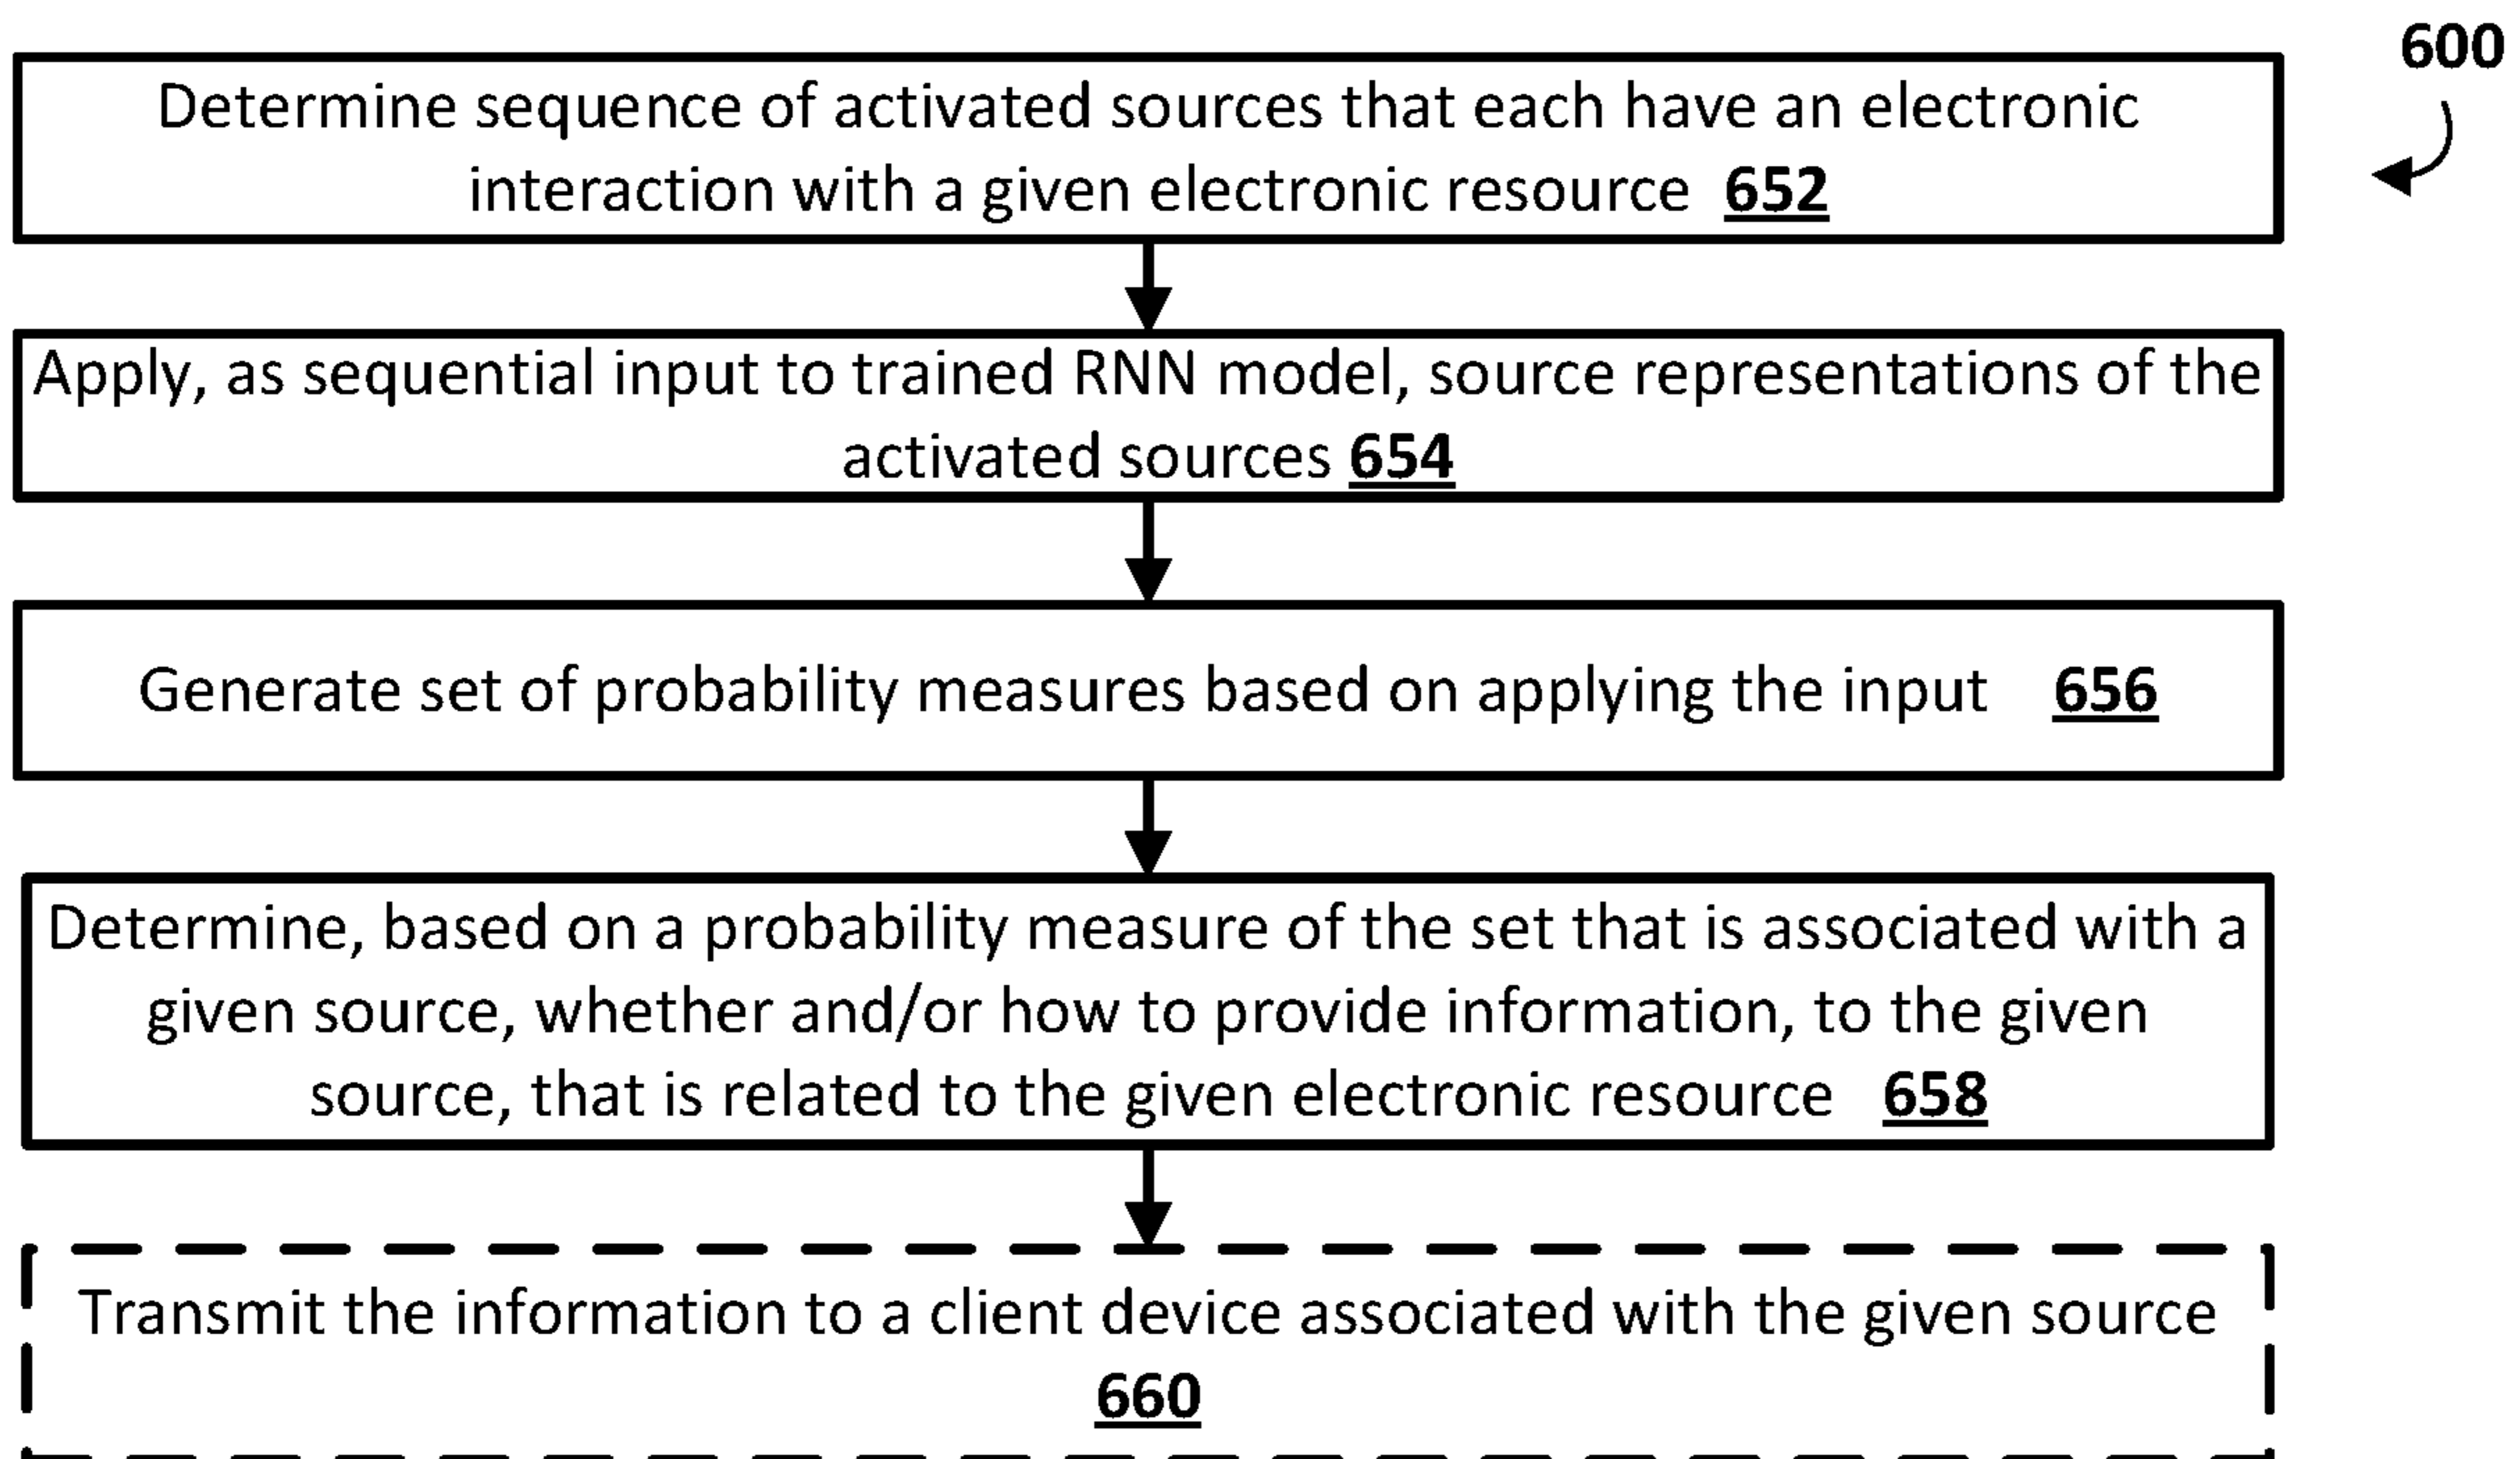 600
Determine sequence of activated sources that each have an electronic
interaction with a given electronic resource 652
Apply, as sequential input to trained RNN model, source representations of the
activated sources 654
Generate set of probability measures based on applying the input 656
Determine, based on a probability measure of the set that is associated with a
given source, whether and/or how to provide information, to the given
source, that is related to the given electronic resource 658
Transmit the information to a client device associated with the given source
660